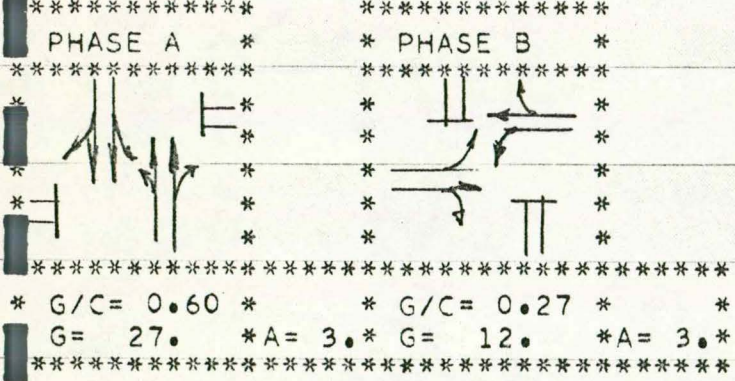 *************
PHASE A * * PHASE B *
*************
G/C= 0.60 * * G/C= 0.27 * *
* G= 27. *A= 3.* G= 12. *A= 3.*